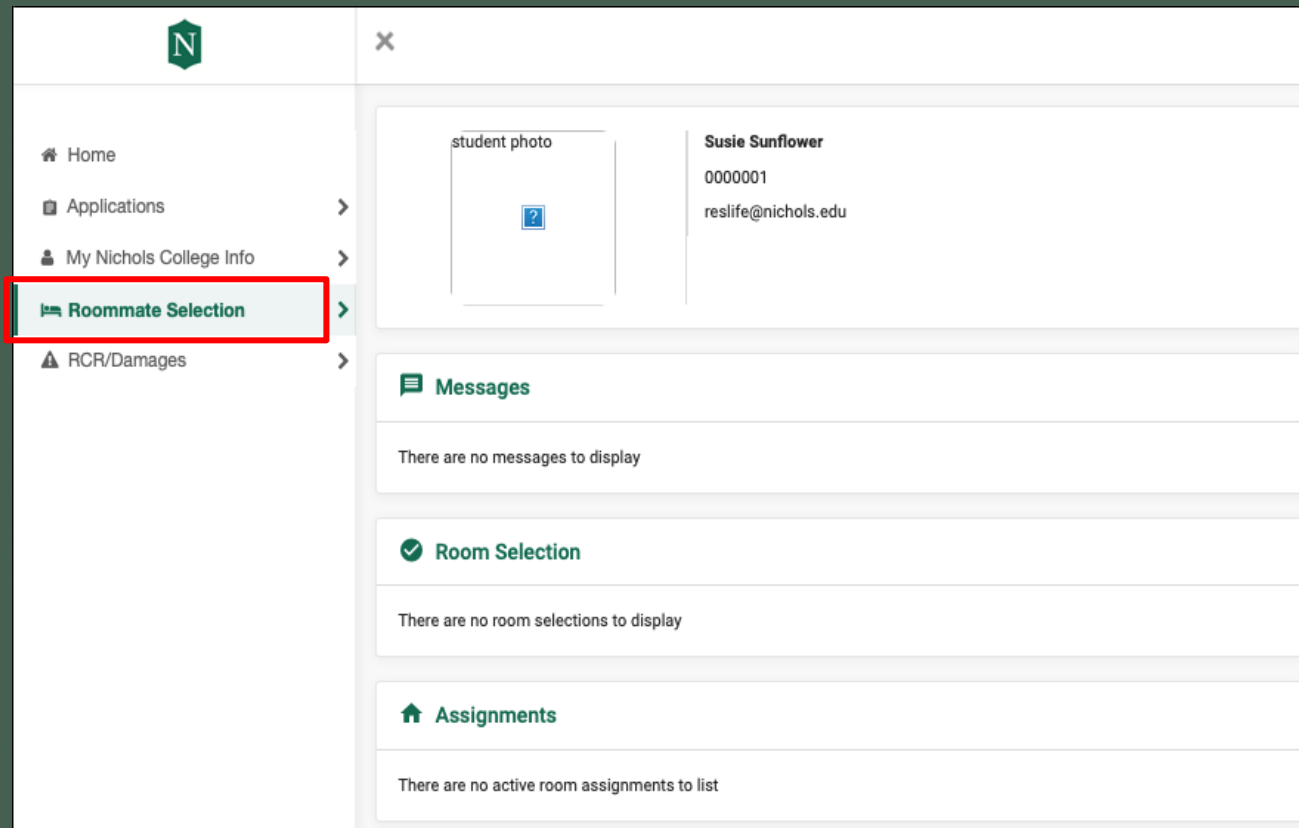 N
Home
Applications
My Nichols College Info
Roommate Selection
RCR/Damages
student photo
?
Susie Sunflower
0000001
reslife@nichols.edu
Messages
There are no messages to display
Room Selection
There are no room selections to display
Assignments
There are no active room assignments to list